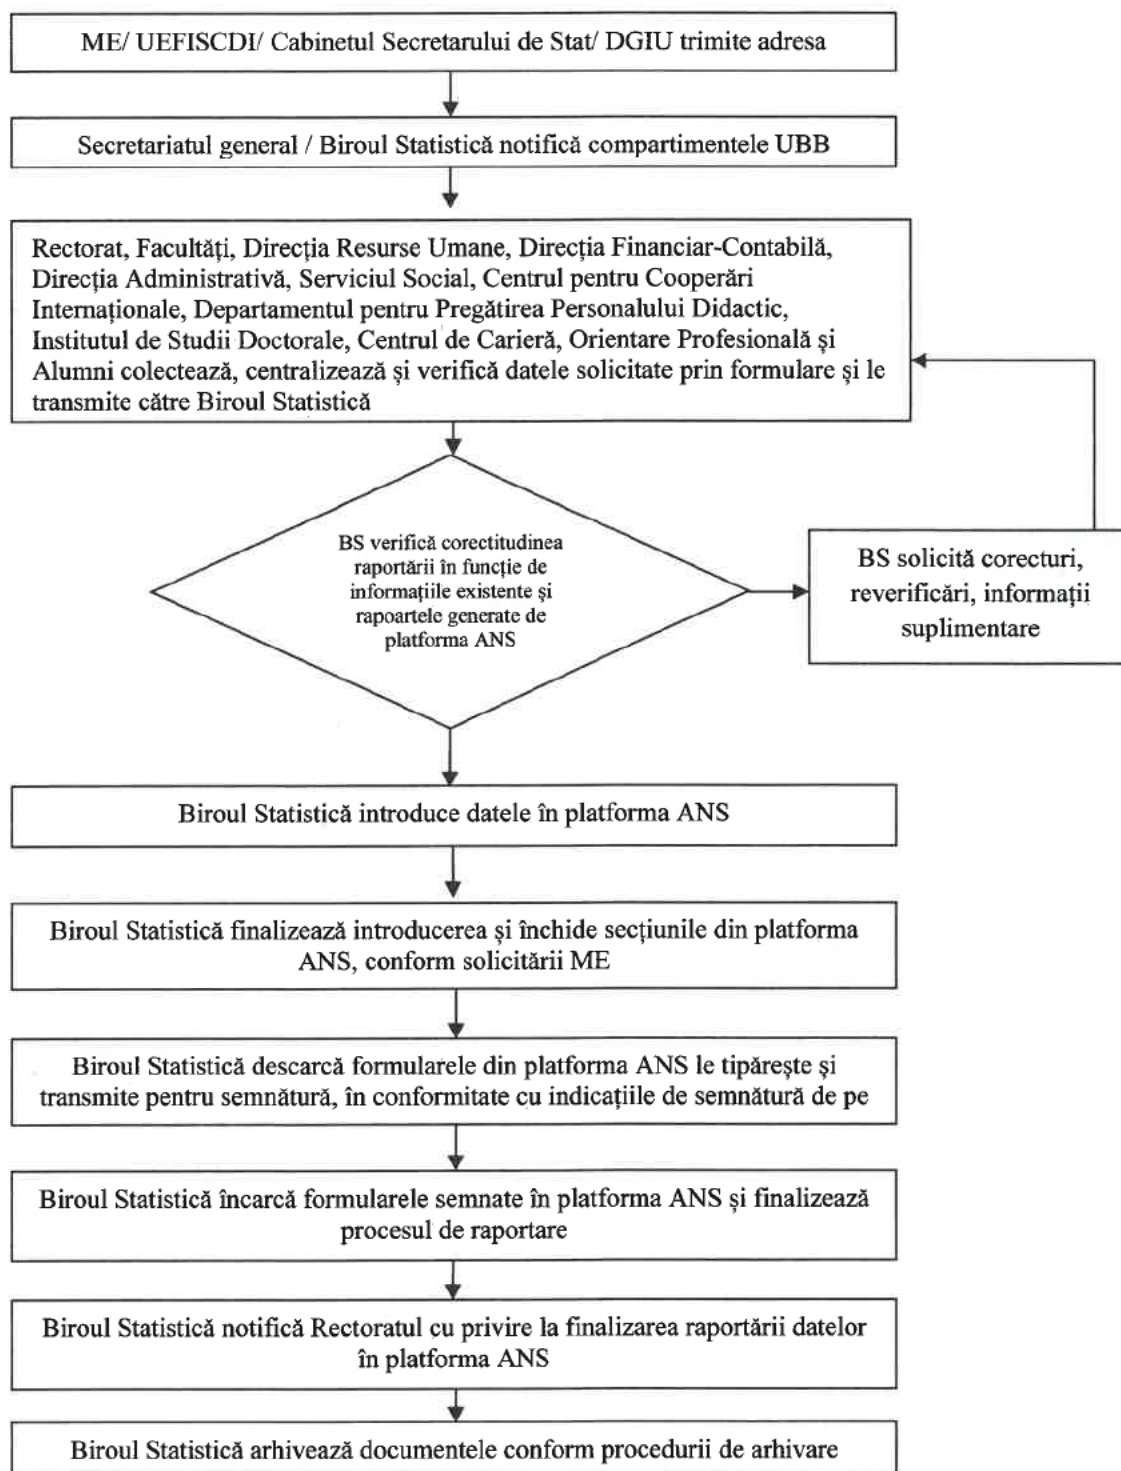 ME/ UEFISCDI/ Cabinetul Secretarului de Stat/ DGIU trimite adresa
Secretariatul general / Biroul Statistică notifică compartimentele UBB
Rectorat, Facultăți, Direcția Resurse Umane, Direcția Financiar-Contabilă,
Direcția Administrativă, Serviciul Social, Centrul pentru Cooperări
Internaționale, Departamentul pentru Pregătirea Personalului Didactic,
Institutul de Studii Doctorale, Centrul de Carieră, Orientare Profesională și
Alumni colectează, centralizează și verifică datele solicitate prin formulare și le
transmite către Biroul Statistică
BS verifică corectitudinea
raportării în funcție de
informațiile existente și
rapoartele generate de
platforma ANS
BS solicită corecturi,
reverificări, informații
suplimentare
Biroul Statistică introduce datele în platforma ANS
Biroul Statistică finalizează introducerea și închide secțiunile din platforma
ANS, conform solicitării ME
Biroul Statistică descarcă formularele din platforma ANS le tipărește și
transmite pentru semnătură, în conformitate cu indicațiile de semnătură de pe
Biroul Statistică încarcă formularele semnate în platforma ANS și finalizează
procesul de raportare
Biroul Statistică notifică Rectoratul cu privire la finalizarea raportării datelor
în platforma ANS
Biroul Statistică arhivează documentele conform procedurii de arhivare